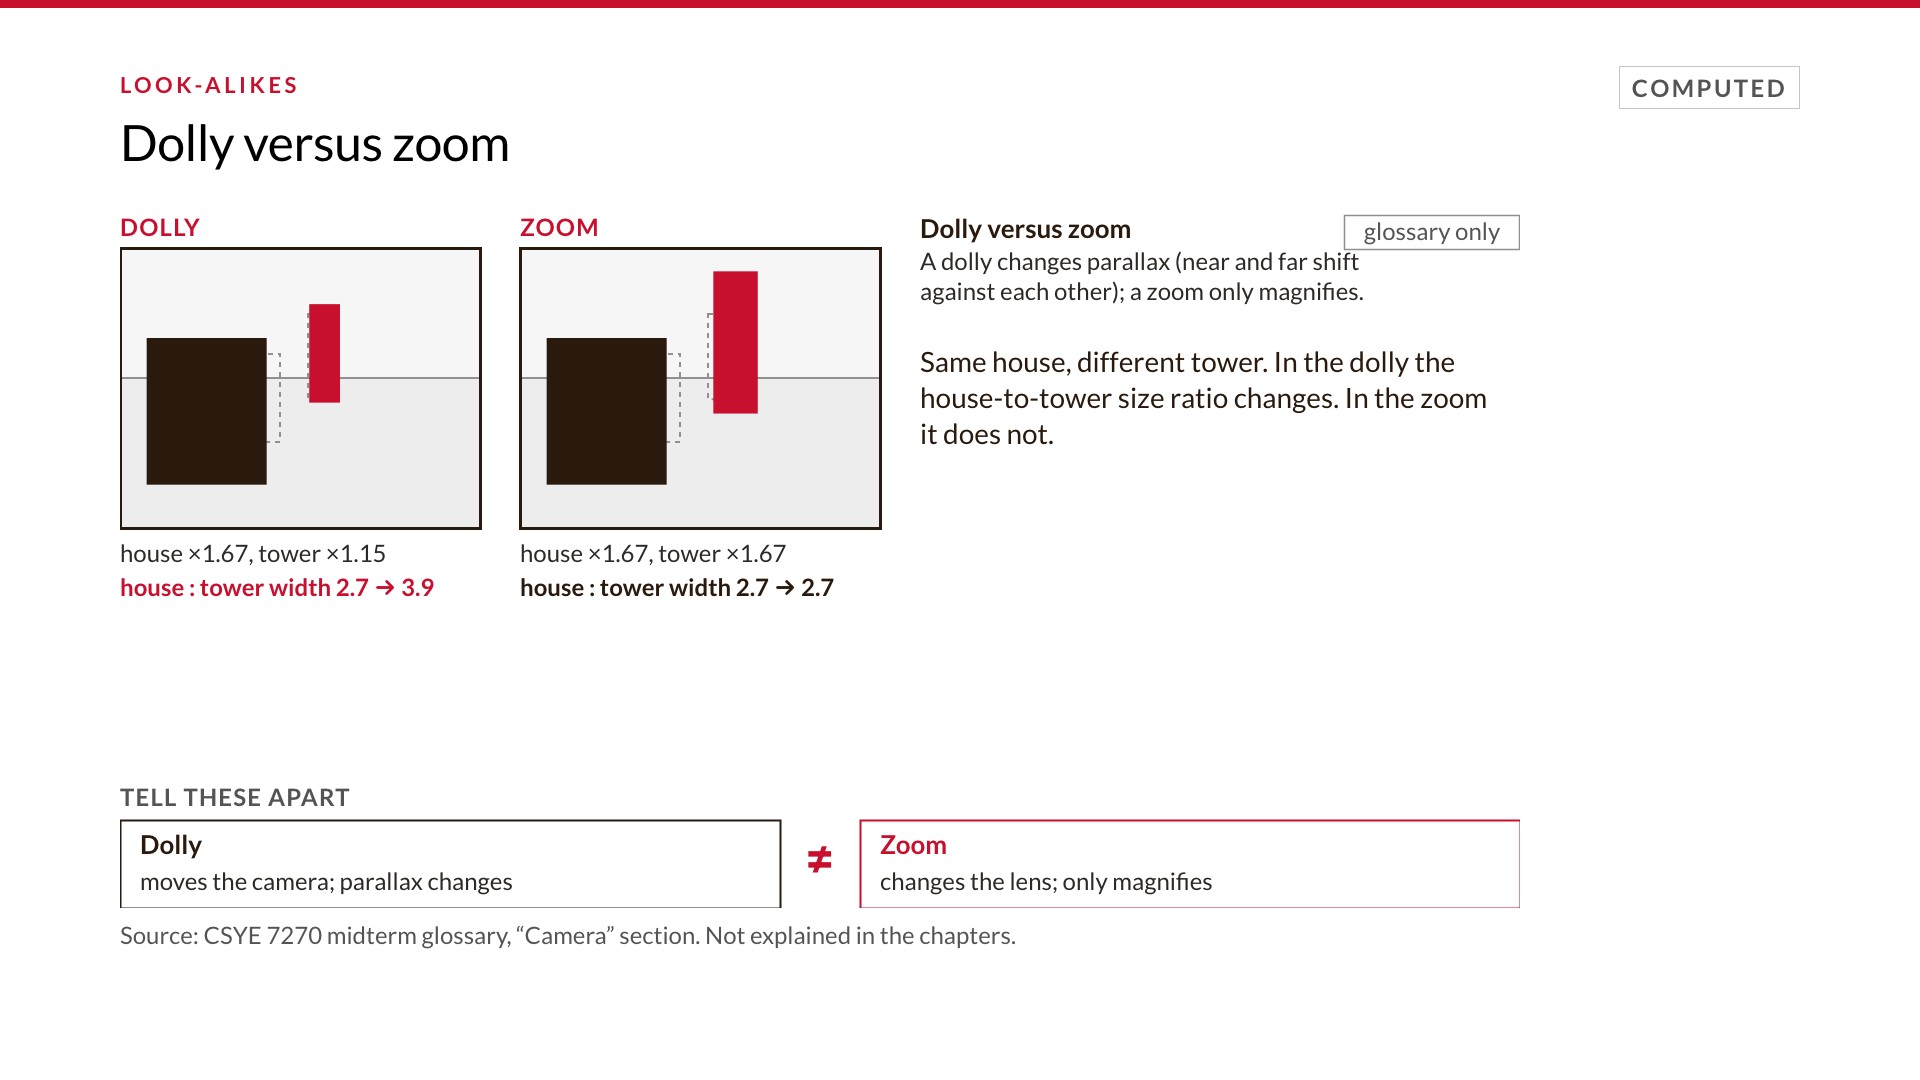 LOOK-ALIKES
COMPUTED
Dolly versus zoom
DOLLY
ZOOM
house ×1.67, tower ×1.15
house : tower width 2.7 → 3.9
house ×1.67, tower ×1.67
house : tower width 2.7 → 2.7
Dolly versus zoom
glossary only
A dolly changes parallax (near and far shift
against each other); a zoom only magnifies.
Same house, different tower. In the dolly the
house-to-tower size ratio changes. In the zoom
it does not.
TELL THESE APART
Dolly
moves the camera; parallax changes
≠
Zoom
changes the lens; only magnifies
Source: CSYE 7270 midterm glossary, “Camera” section. Not explained in the chapters.